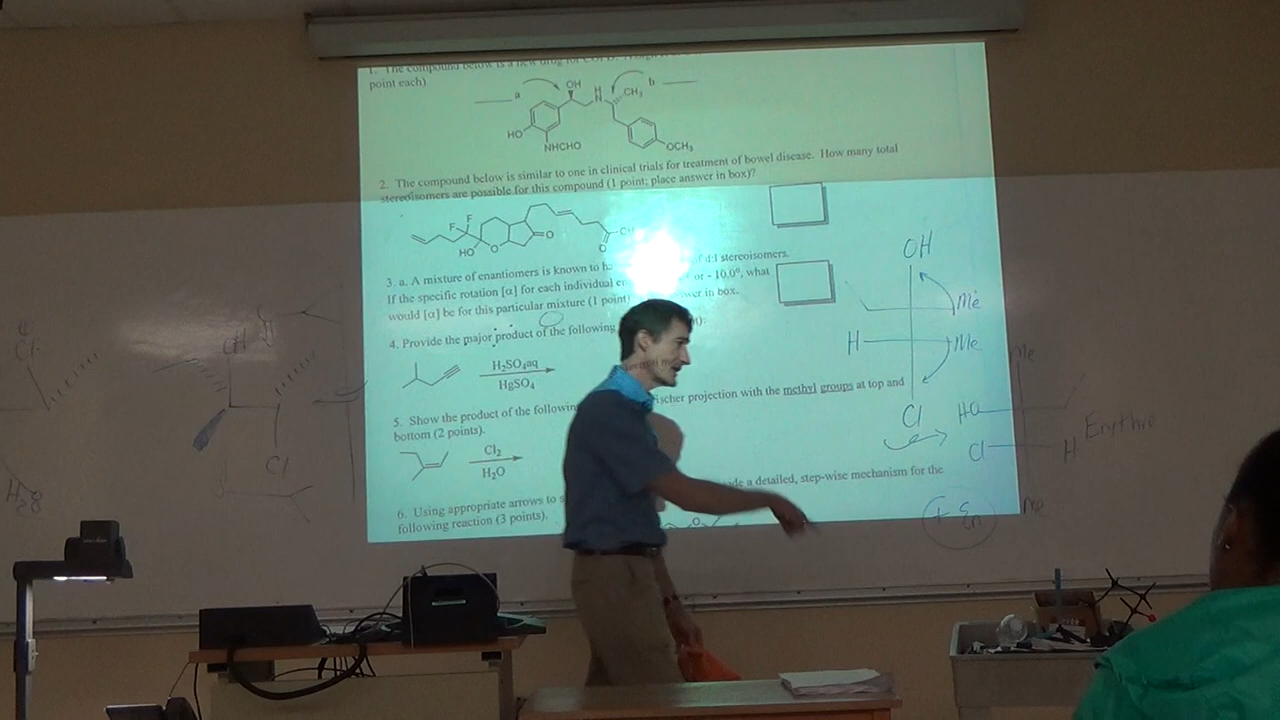 1. The compound below is a new drug for
point each)
a
OH
H
N
CH₃
b
HO
NHCHO
OCH₃
2. The compound below is similar to one in clinical trials for treatment of bowel disease. How many total
stereoisomers are possible for this compound (1 point; place answer in box)?
F
F
HO
O
O
O
3. a. A mixture of enantiomers is known to of d:l stereoisomers.
If the specific rotation [α] for each individual or - 10.0°, what
would [α] be for this particular mixture (1 point in box.
4. Provide the major product of the following
H₂SO₄aq
HgSO₄
5. Show the product of the following Fischer projection with the methyl groups at top and
bottom (2 points).
Cl₂
H₂O
6. Using appropriate arrows to a detailed, step-wise mechanism for the
following reaction (3 points).
O
OH
Me
H
Me
Cl
Me
HO
Cl
H
Erythro
Me
+ En
Cl
OH
Cl
H₂O